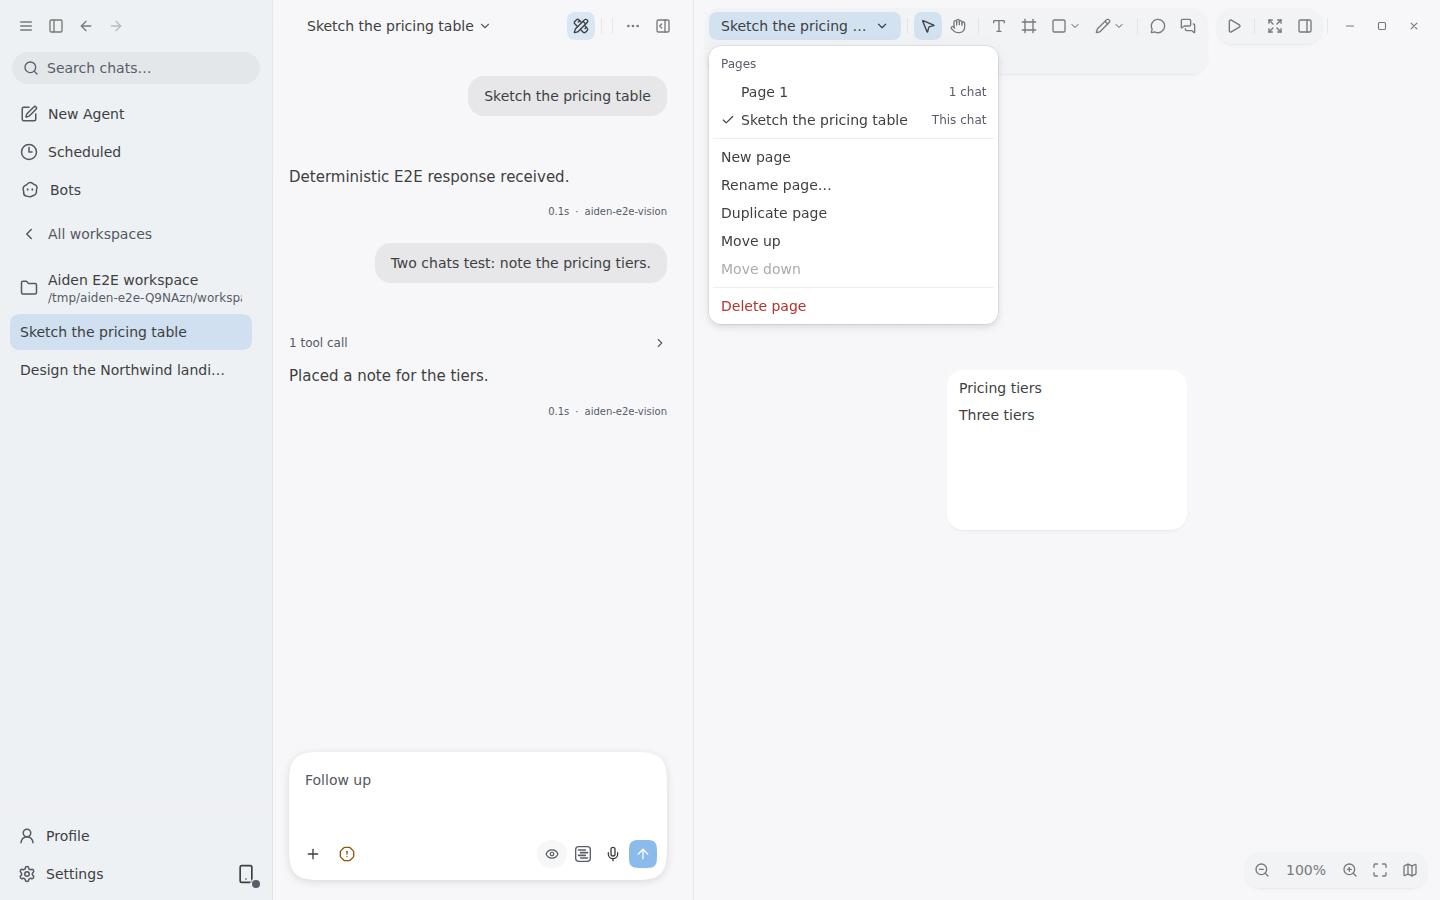 Search chats...
New Agent
Scheduled
Bots
All workspaces
Aiden E2E workspace
/tmp/aiden-e2e-Q9NAzn/workspa
Sketch the pricing table
Design the Northwind landi...
Profile
Settings
Sketch the pricing table
Sketch the pricing table
Deterministic E2E response received.
0.1s · aiden-e2e-vision
Two chats test: note the pricing tiers.
1 tool call
Placed a note for the tiers.
0.1s · aiden-e2e-vision
Follow up
Sketch the pricing ...
Pages
Page 1 1 chat
Sketch the pricing table This chat
New page
Rename page...
Duplicate page
Move up
Move down
Delete page
Pricing tiers
Three tiers
100%